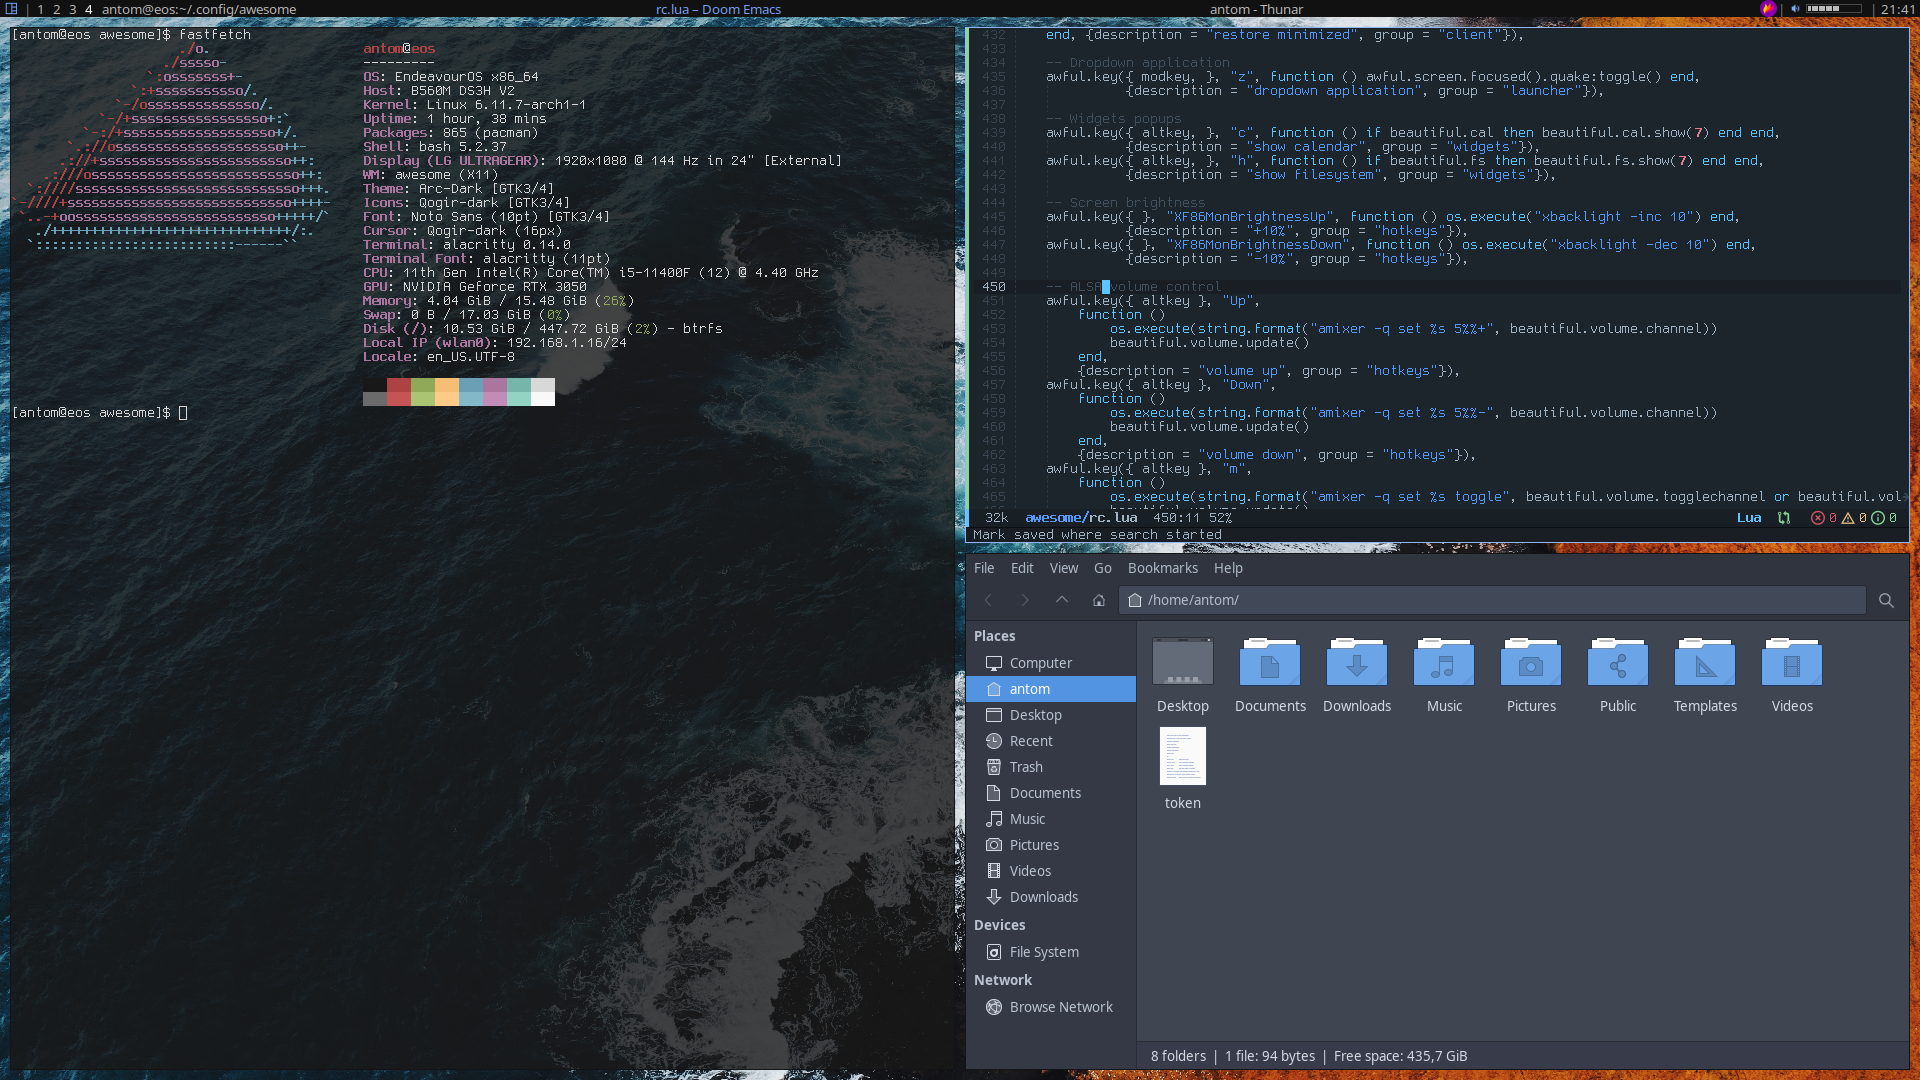 1 2 3 4 antom@eos:~/.config/awesome
rc.lua – Doom Emacs
antom - Thunar
21:41
[antom@eos awesome]$ fastfetch
antom@eos
---------
OS: EndeavourOS x86_64
Host: B560M DS3H V2
Kernel: Linux 6.11.7-arch1-1
Uptime: 1 hour, 38 mins
Packages: 865 (pacman)
Shell: bash 5.2.37
Display (LG ULTRAGEAR): 1920x1080 @ 144 Hz in 24" [External]
WM: awesome (X11)
Theme: Arc-Dark [GTK3/4]
Icons: Qogir-dark [GTK3/4]
Font: Noto Sans (10pt) [GTK3/4]
Cursor: Qogir-dark (16px)
Terminal: alacritty 0.14.0
Terminal Font: alacritty (11pt)
CPU: 11th Gen Intel(R) Core(TM) i5-11400F (12) @ 4.40 GHz
GPU: NVIDIA Geforce RTX 3050
Memory: 4.04 GiB / 15.48 GiB (26%)
Swap: 0 B / 17.03 GiB (0%)
Disk (/): 10.53 GiB / 447.72 GiB (2%) - btrfs
Local IP (wlan0): 192.168.1.16/24
Locale: en_US.UTF-8
[antom@eos awesome]$
432 end, {description = "restore minimized", group = "client"}),
433
434 -- Dropdown application
435 awful.key({ modkey, }, "z", function () awful.screen.focused().quake:toggle() end,
436 {description = "dropdown application", group = "launcher"}),
437
438 -- Widgets popups
439 awful.key({ altkey, }, "c", function () if beautiful.cal then beautiful.cal.show(7) end end,
440 {description = "show calendar", group = "widgets"}),
441 awful.key({ altkey, }, "h", function () if beautiful.fs then beautiful.fs.show(7) end end,
442 {description = "show filesystem", group = "widgets"}),
443
444 -- Screen brightness
445 awful.key({ }, "XF86MonBrightnessUp", function () os.execute("xbacklight -inc 10") end,
446 {description = "+10%", group = "hotkeys"}),
447 awful.key({ }, "XF86MonBrightnessDown", function () os.execute("xbacklight -dec 10") end,
448 {description = "-10%", group = "hotkeys"}),
449
450 -- ALSA volume control
451 awful.key({ altkey }, "Up",
452 function ()
453 os.execute(string.format("amixer -q set %s 5%%+", beautiful.volume.channel))
454 beautiful.volume.update()
455 end,
456 {description = "volume up", group = "hotkeys"}),
457 awful.key({ altkey }, "Down",
458 function ()
459 os.execute(string.format("amixer -q set %s 5%%-", beautiful.volume.channel))
460 beautiful.volume.update()
461 end,
462 {description = "volume down", group = "hotkeys"}),
463 awful.key({ altkey }, "m",
464 function ()
465 os.execute(string.format("amixer -q set %s toggle", beautiful.volume.togglechannel or beautiful.vol
32k awesome/rc.lua 450:11 52%
Lua 0 0 0
Mark saved where search started
File Edit View Go Bookmarks Help
/home/antom/
Places
Computer
antom
Desktop
Recent
Trash
Documents
Music
Pictures
Videos
Downloads
Devices
File System
Network
Browse Network
Desktop Documents Downloads Music Pictures Public Templates Videos
token
8 folders | 1 file: 94 bytes | Free space: 435,7 GiB